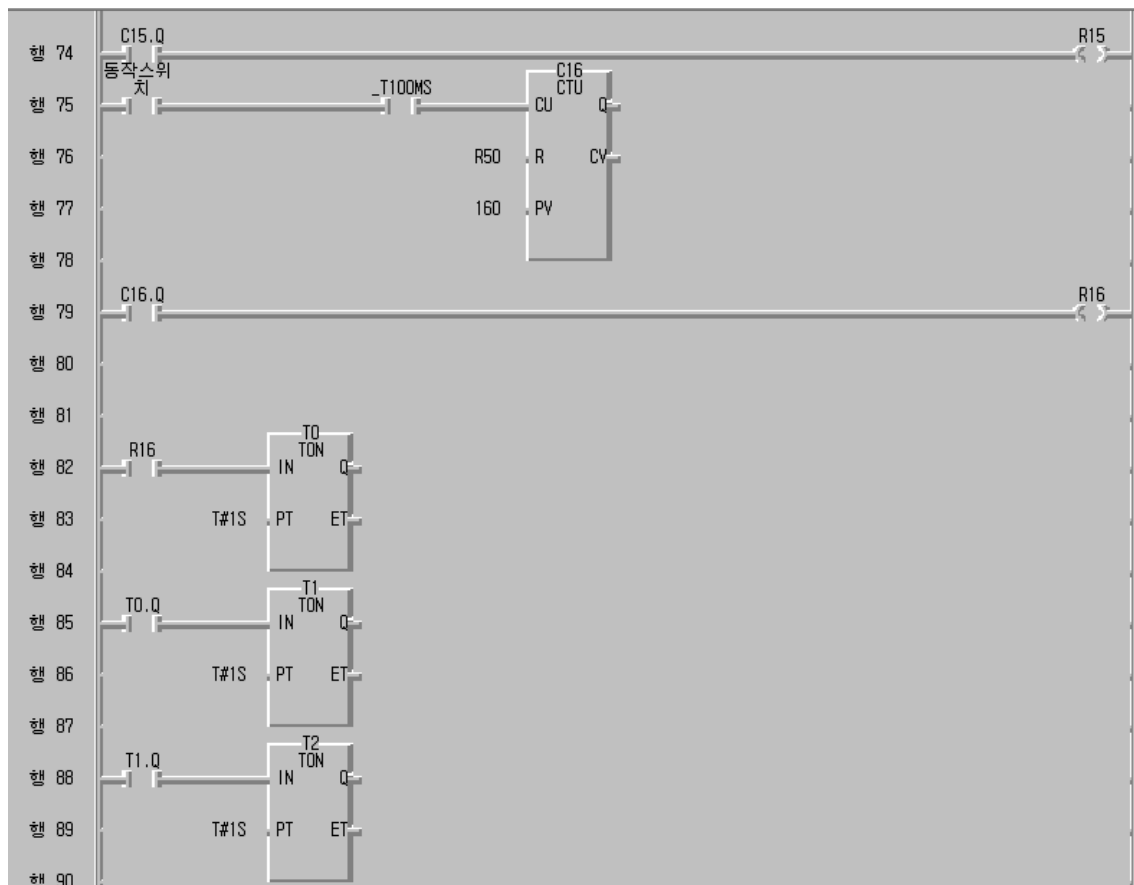 C15.Q R15
행 74
동작스위
치 _T100MS C16
CTU
행 75 CU Q
행 76 R50 R CV
행 77 160 PV
행 78
C16.Q R16
행 79
행 80
행 81
R16 T0
TON
행 82 IN Q
행 83 T#1S PT ET
행 84
T0.Q T1
TON
행 85 IN Q
행 86 T#1S PT ET
행 87
T1.Q T2
TON
행 88 IN Q
행 89 T#1S PT ET
행 90